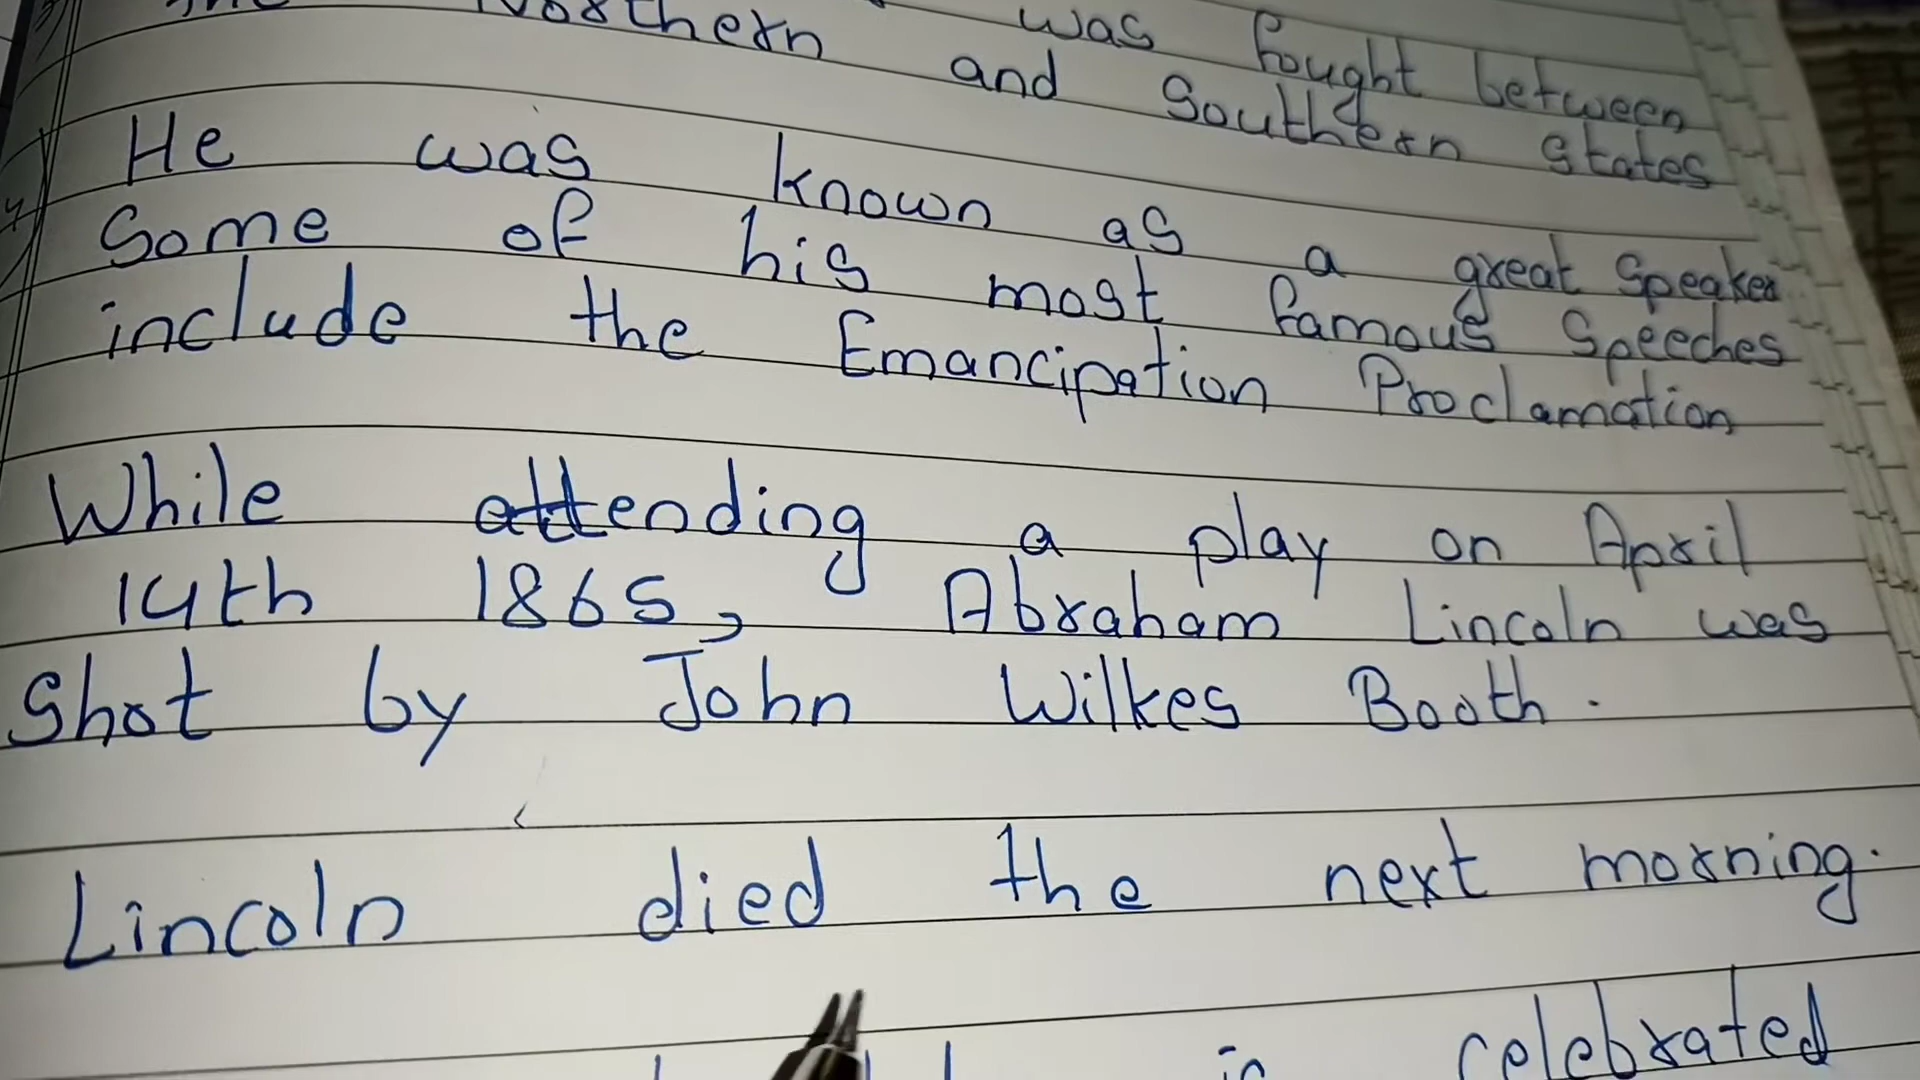 was fought between
the Northern and Southern states
He was known as a great speaker
Some of his most famous Speeches
include the Emancipation Proclamation
While attending a play on April
14th 1865, Abraham Lincoln was
Shot by John Wilkes Booth.
Lincoln died the next morning.
is celebrated